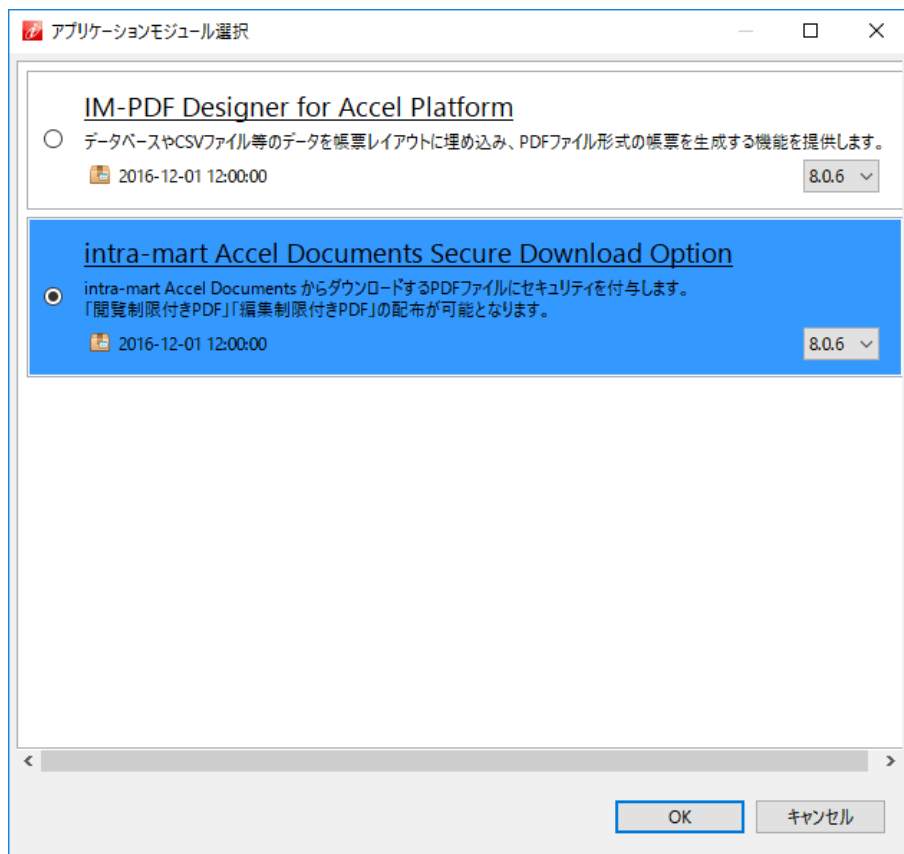 アプリケーションモジュール選択
IM-PDF Designer for Accel Platform
データベースやCSVファイル等のデータを帳票レイアウトに埋め込み、PDFファイル形式の帳票を生成する機能を提供します。
2016-12-01 12:00:00
8.0.6
intra-mart Accel Documents Secure Download Option
intra-mart Accel Documents からダウンロードするPDFファイルにセキュリティを付与します。
「閲覧制限付きPDF」「編集制限付きPDF」の配布が可能となります。
2016-12-01 12:00:00
8.0.6
OK
キャンセル